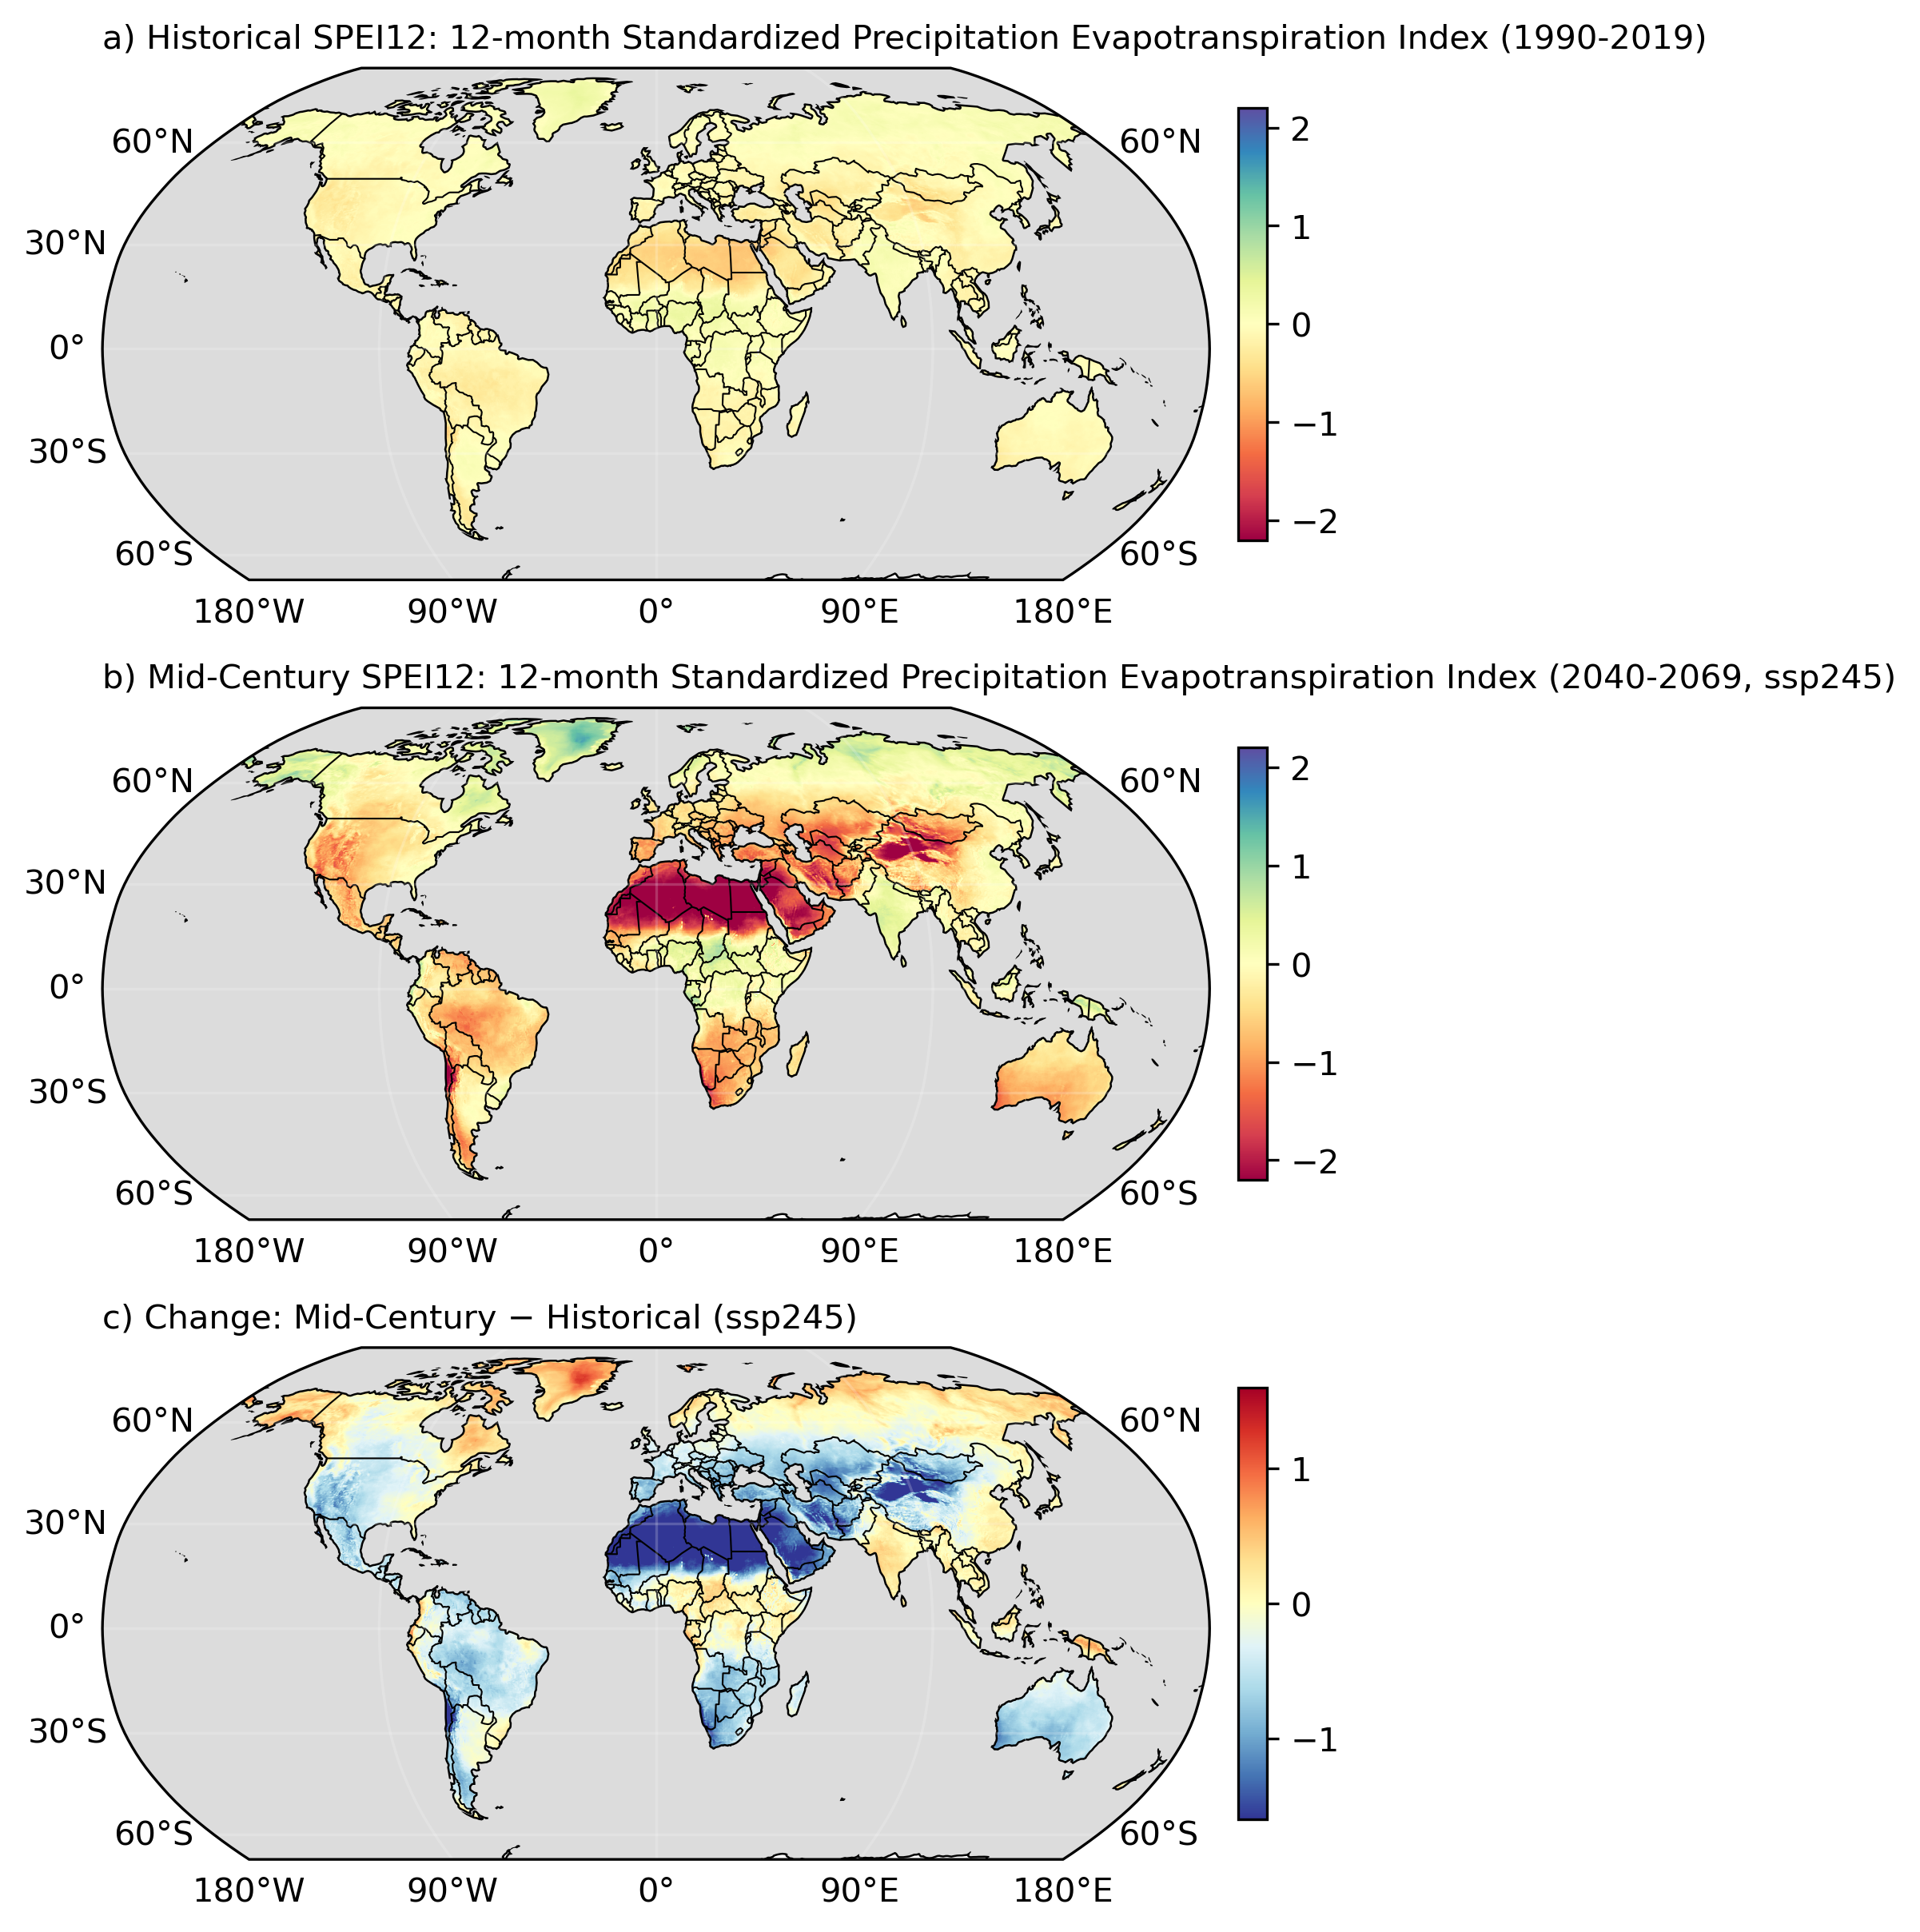 a) Historical SPEI12: 12-month Standardized Precipitation Evapotranspiration Index (1990-2019)
60°N
60°N
2
1
30°N
0
0°
−1
30°S
−2
60°S
60°S
180°W
90°W
0°
90°E
180°E
b) Mid-Century SPEI12: 12-month Standardized Precipitation Evapotranspiration Index (2040-2069, ssp245)
60°N
60°N
2
1
30°N
0
0°
−1
30°S
−2
60°S
60°S
180°W
90°W
0°
90°E
180°E
c) Change: Mid-Century − Historical (ssp245)
60°N
60°N
1
30°N
0
0°
30°S
−1
60°S
60°S
180°W
90°W
0°
90°E
180°E